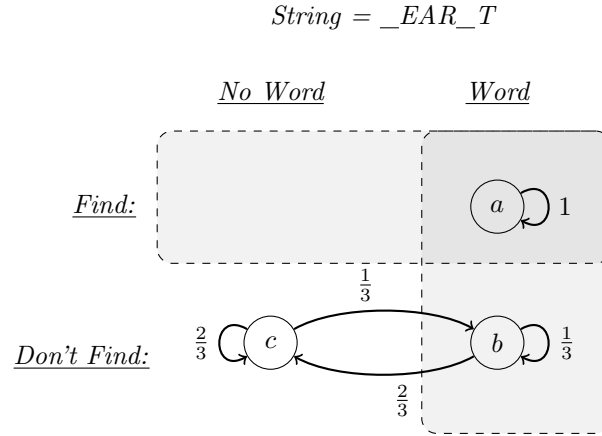 String = _EAR_T
No Word Word
Find: a 1
1/3
Don't Find: 2/3 c b 1/3
2/3